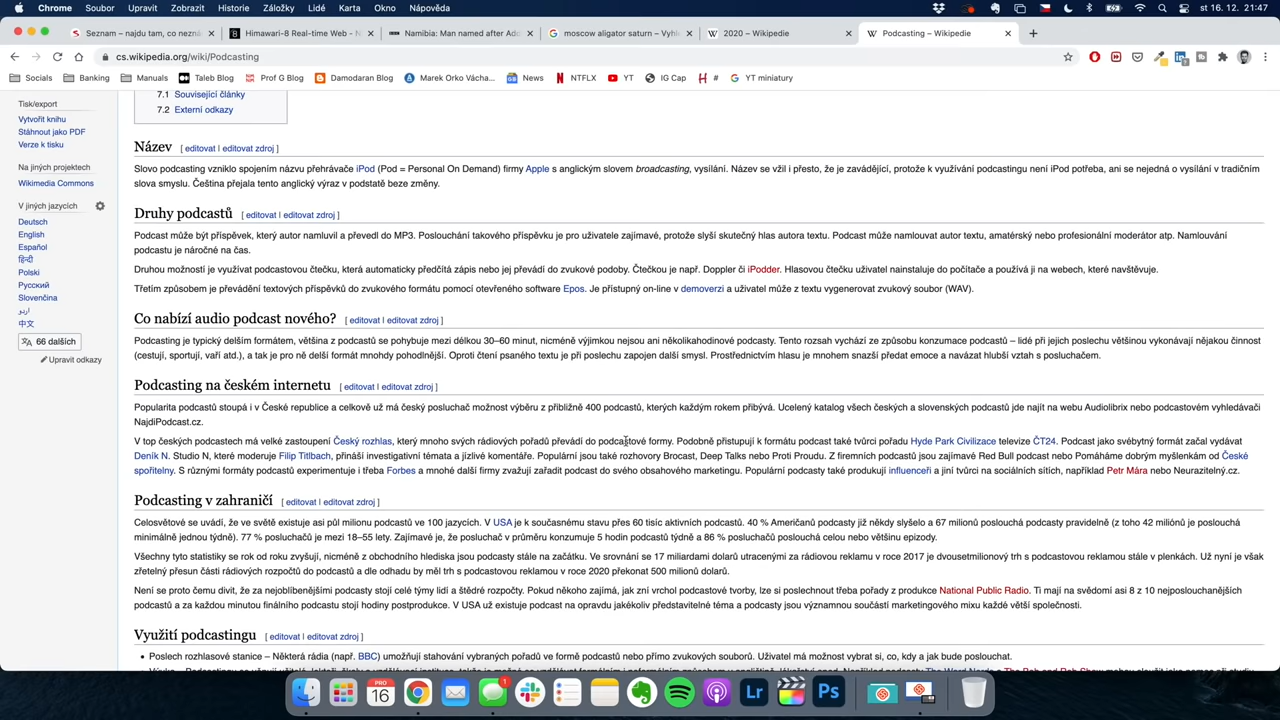 Chrome Soubor Upravit Zobrazit Historie Záložky Lidé Karta Okno Nápověda st 16. 12. 21:47
Seznam – najdu tam, co nezná Himawari-8 Real-time Web - N Namibia: Man named after Ado moscow aligator saturn – Vyhle 2020 – Wikipedie Podcasting – Wikipedie
cs.wikipedia.org/wiki/Podcasting
Socials Banking Manuals Taleb Blog Prof G Blog Damodaran Blog Marek Orko Vácha... News NTFLX YT IG Cap # YT miniatury
Tisk/export
Vytvořit knihu
Stáhnout jako PDF
Verze k tisku
Na jiných projektech
Wikimedia Commons
V jiných jazycích
Deutsch
English
Español
हिन्दी
Polski
Русский
Slovenčina
اردو
中文
66 dalších
Upravit odkazy
7.1 Související články
7.2 Externí odkazy
Název [ editovat | editovat zdroj ]
Slovo podcasting vzniklo spojením názvu přehrávače iPod (Pod = Personal On Demand) firmy Apple s anglickým slovem broadcasting, vysílání. Název se vžil i přesto, že je zavádějící, protože k využívání podcastingu není iPod potřeba, ani se nejedná o vysílání v tradičním
slova smyslu. Čeština přejala tento anglický výraz v podstatě beze změny.
Druhy podcastů [ editovat | editovat zdroj ]
Podcast může být příspěvek, který autor namluvil a převedl do MP3. Poslouchání takového příspěvku je pro uživatele zajímavé, protože slyší skutečný hlas autora textu. Podcast může namlouvat autor textu, amatérský nebo profesionální moderátor atp. Namlouvání
podcastu je náročné na čas.
Druhou možností je využívat podcastovou čtečku, která automaticky předčítá zápis nebo jej převádí do zvukové podoby. Čtečkou je např. Doppler či iPodder. Hlasovou čtečku uživatel nainstaluje do počítače a používá ji na webech, které navštěvuje.
Třetím způsobem je převádění textových příspěvků do zvukového formátu pomocí otevřeného software Epos. Je přístupný on-line v demoverzi a uživatel může z textu vygenerovat zvukový soubor (WAV).
Co nabízí audio podcast nového? [ editovat | editovat zdroj ]
Podcasting je typický delším formátem, většina z podcastů se pohybuje mezi délkou 30–60 minut, nicméně výjimkou nejsou ani několikahodinové podcasty. Tento rozsah vychází ze způsobu konzumace podcastů – lidé při jejich poslechu většinou vykonávají nějakou činnost
(cestují, sportují, vaří atd.), a tak je pro ně delší formát mnohdy pohodlnější. Oproti čtení psaného textu je při poslechu zapojen další smysl. Prostřednictvím hlasu je mnohem snazší předat emoce a navázat hlubší vztah s posluchačem.
Podcasting na českém internetu [ editovat | editovat zdroj ]
Popularita podcastů stoupá i v České republice a celkově už má český posluchač možnost výběru z přibližně 400 podcastů, kterých každým rokem přibývá. Ucelený katalog všech českých a slovenských podcastů jde najít na webu Audiolibrix nebo podcastovém vyhledávači
NajdiPodcast.cz.
V top českých podcastech má velké zastoupení Český rozhlas, který mnoho svých rádiových pořadů převádí do podcastové formy. Podobně přistupují k formátu podcast také tvůrci pořadu Hyde Park Civilizace televize ČT24. Podcast jako svébytný formát začal vydávat
Deník N. Studio N, které moderuje Filip Titlbach, přináší investigativní témata a jízlivé komentáře. Populární jsou také rozhovory Brocast, Deep Talks nebo Proti Proudu. Z firemních podcastů jsou zajímavé Red Bull podcast nebo Pomáháme dobrým myšlenkám od České
spořitelny. S různými formáty podcastů experimentuje i třeba Forbes a mnohé další firmy zvažují zařadit podcast do svého obsahového marketingu. Populární podcasty také produkují influenceři a jiní tvůrci na sociálních sítích, například Petr Mára nebo Neurazitelný.cz.
Podcasting v zahraničí [ editovat | editovat zdroj ]
Celosvětově se uvádí, že ve světě existuje asi půl milionu podcastů ve 100 jazycích. V USA je k současnému stavu přes 60 tisíc aktivních podcastů. 40 % Američanů podcasty již někdy slyšelo a 67 milionů poslouchá podcasty pravidelně (z toho 42 miliónů je poslouchá
minimálně jednou týdně). 77 % posluchačů je mezi 18–55 lety. Zajímavé je, že posluchač v průměru konzumuje 5 hodin podcastů týdně a 86 % podcastů poslouchá celou nebo většinu epizody.
Všechny tyto statistiky se rok od roku zvyšují, nicméně z obchodního hlediska jsou podcasty stále na začátku. Ve srovnání se 17 miliardami dolarů utracenými za rádiovou reklamu v roce 2017 je dvousetmilionový trh s podcastovou reklamou stále v plenkách. Už nyní je však
zřetelný přesun části rádiových rozpočtů do podcastů a dle odhadu by měl trh s podcastovou reklamou v roce 2020 překonat 500 milionů dolarů.
Není se proto čemu divit, že za nejoblíbenějšími podcasty stojí celé týmy lidí a štědré rozpočty. Pokud někoho zajímá, jak zní vrchol podcastové tvorby, lze si poslechnout třeba pořady z produkce National Public Radio. Ti mají na svědomí asi 8 z 10 nejposlouchanějších
podcastů a za každou minutou finálního podcastu stojí hodiny postprodukce. V USA už existuje podcast na opravdu jakékoliv představitelné téma a podcasty jsou významnou součástí marketingového mixu každé větší společnosti.
Využití podcastingu [ editovat | editovat zdroj ]
• Poslech rozhlasové stanice – Některá rádia (např. BBC) umožňují stahování vybraných pořadů ve formě podcastů nebo přímo zvukových souborů. Uživatel má možnost vybrat si, co, kdy a jak bude poslouchat.
PRO
16
1
Lr
Ps